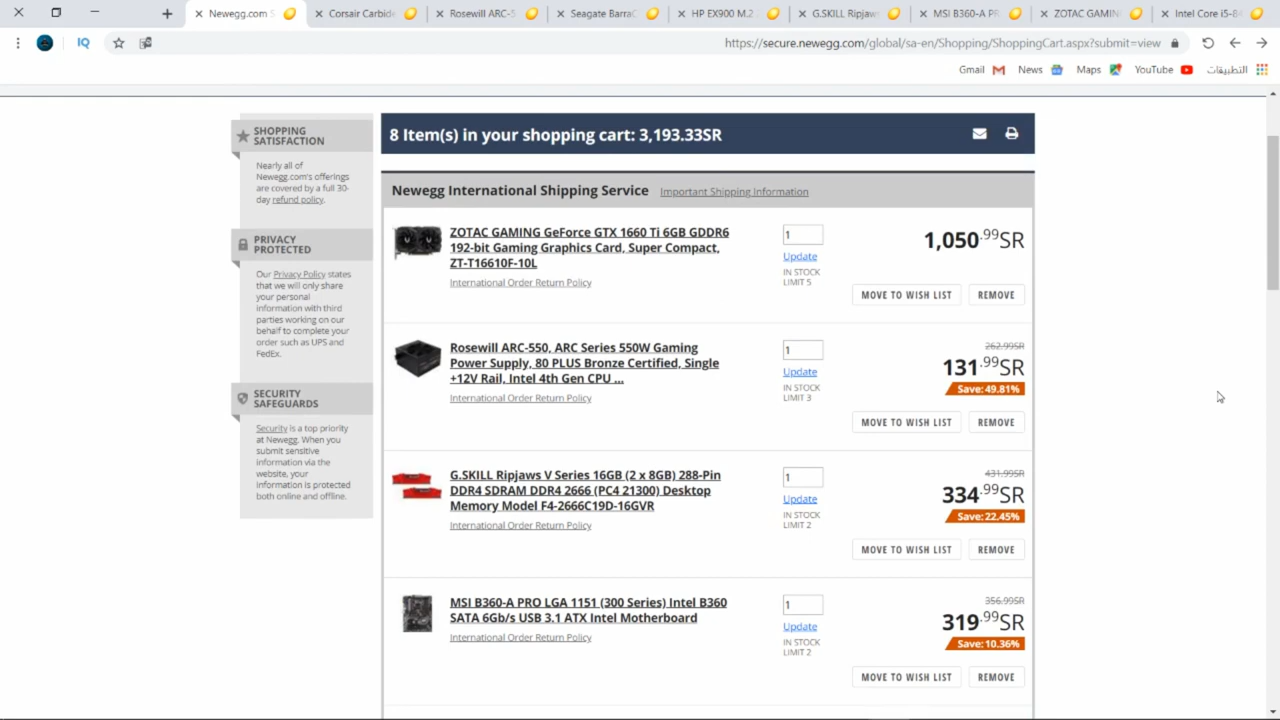 Newegg.com S
Corsair Carbide
Rosewill ARC-5
Seagate BarraC
HP EX900 M.2
G.SKILL Ripjaws
MSI B360-A PR
ZOTAC GAMIN
Intel Core i5-8
IQ
https://secure.newegg.com/global/sa-en/Shopping/ShoppingCart.aspx?submit=view
Gmail
News
Maps
YouTube
التطبيقات
SHOPPING
SATISFACTION
Nearly all of
Newegg.com's offerings
are covered by a full 30-
day refund policy.
PRIVACY
PROTECTED
Our Privacy Policy states
that we will only share
your personal
information with third
parties working on our
behalf to complete your
order such as UPS and
FedEx.
SECURITY
SAFEGUARDS
Security is a top priority
at Newegg. When you
submit sensitive
information via the
website, your
information is protected
both online and offline.
8 Item(s) in your shopping cart: 3,193.33SR
Newegg International Shipping Service Important Shipping Information
ZOTAC GAMING GeForce GTX 1660 Ti 6GB GDDR6
192-bit Gaming Graphics Card, Super Compact,
ZT-T16610F-10L
International Order Return Policy
1
Update
IN STOCK
LIMIT 5
1,050.99SR
MOVE TO WISH LIST
REMOVE
Rosewill ARC-550, ARC Series 550W Gaming
Power Supply, 80 PLUS Bronze Certified, Single
+12V Rail, Intel 4th Gen CPU ...
International Order Return Policy
1
Update
IN STOCK
LIMIT 3
262.99SR
131.99SR
Save: 49.81%
MOVE TO WISH LIST
REMOVE
G.SKILL Ripjaws V Series 16GB (2 x 8GB) 288-Pin
DDR4 SDRAM DDR4 2666 (PC4 21300) Desktop
Memory Model F4-2666C19D-16GVR
International Order Return Policy
1
Update
IN STOCK
LIMIT 2
431.99SR
334.99SR
Save: 22.45%
MOVE TO WISH LIST
REMOVE
MSI B360-A PRO LGA 1151 (300 Series) Intel B360
SATA 6Gb/s USB 3.1 ATX Intel Motherboard
International Order Return Policy
1
Update
IN STOCK
LIMIT 2
356.99SR
319.99SR
Save: 10.36%
MOVE TO WISH LIST
REMOVE